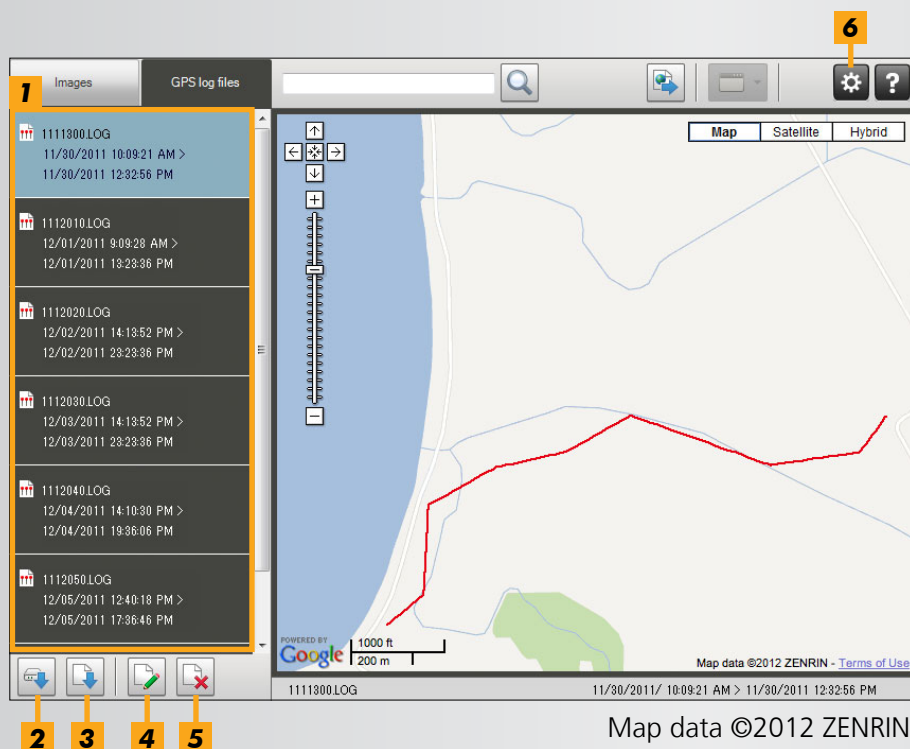 6
1
Images
GPS log files
?
1111300.LOG
11/30/2011 10:09:21 AM >
11/30/2011 12:32:56 PM
1112010.LOG
12/01/2011 9:09:28 AM >
12/01/2011 13:23:36 PM
1112020.LOG
12/02/2011 14:13:52 PM >
12/02/2011 23:23:36 PM
1112030.LOG
12/03/2011 14:13:52 PM >
12/03/2011 23:23:36 PM
1112040.LOG
12/04/2011 14:10:30 PM >
12/04/2011 19:36:06 PM
1112050.LOG
12/05/2011 12:40:18 PM >
12/05/2011 17:36:46 PM
Map
Satellite
Hybrid
POWERED BY
Google
1000 ft
200 m
Map data ©2012 ZENRIN - Terms of Use
1111300.LOG
11/30/2011/ 10:09:21 AM > 11/30/2011 12:32:56 PM
2
3
4
5
Map data ©2012 ZENRIN